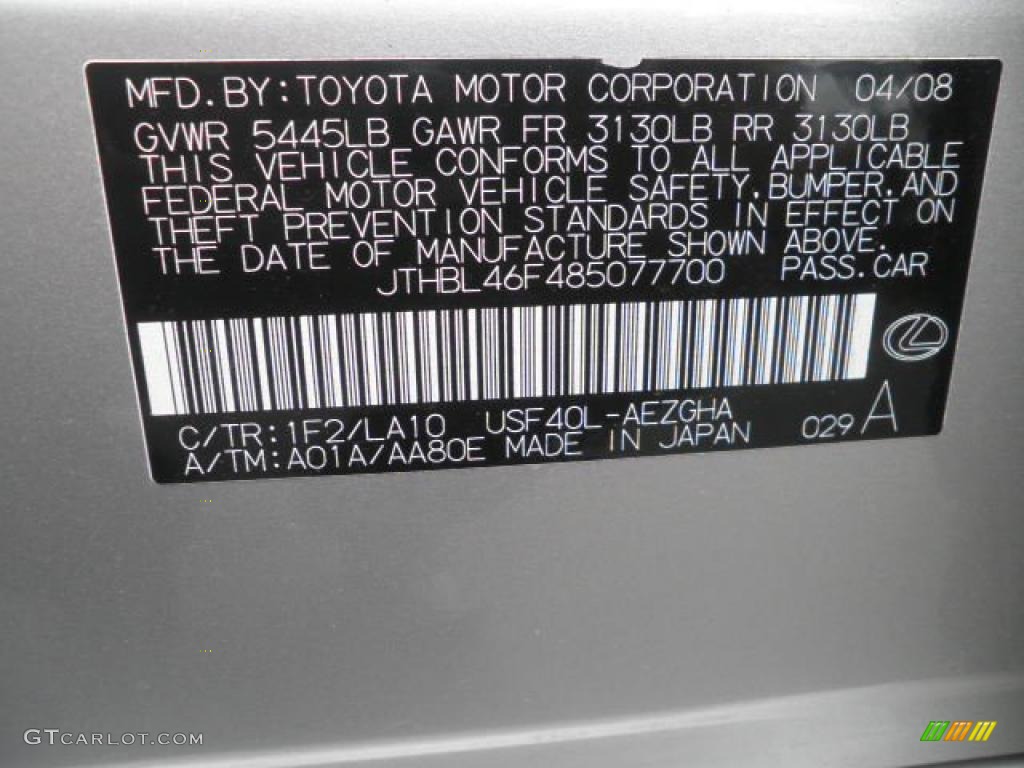 MFD. BY: TOYOTA MOTOR CORPORATION 04/08
GVWR 5445LB GAWR FR 3130LB RR 3130LB
THIS VEHICLE CONFORMS TO ALL APPLICABLE
FEDERAL MOTOR VEHICLE SAFETY, BUMPER, AND
THEFT PREVENTION STANDARDS IN EFFECT ON
THE DATE OF MANUFACTURE SHOWN ABOVE.
JTHBL46F485077700 PASS. CAR
C/TR: 1F2/LA10 USF40L-AEZGHA
A/TM: A01A/AA80E MADE IN JAPAN 029 A
GTCARLOT.COM